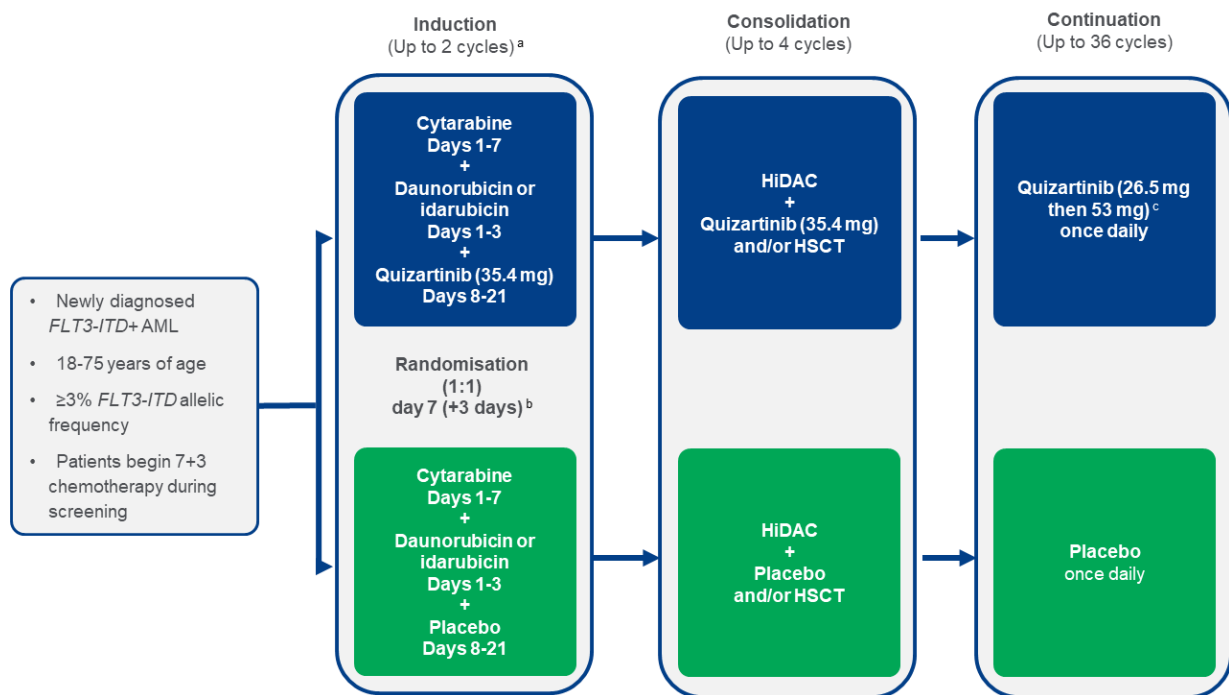 Induction
(Up to 2 cycles) a
Consolidation
(Up to 4 cycles)
Continuation
(Up to 36 cycles)
• Newly diagnosed
FLT3-ITD+ AML
• 18-75 years of age
• ≥3% FLT3-ITD allelic
frequency
• Patients begin 7+3
chemotherapy during
screening
Cytarabine
Days 1-7
+
Daunorubicin or
idarubicin
Days 1-3
+
Quizartinib (35.4 mg)
Days 8-21
HiDAC
+
Quizartinib (35.4 mg)
and/or HSCT
Quizartinib (26.5 mg
then 53 mg) c
once daily
Randomisation
(1:1)
day 7 (+3 days) b
Cytarabine
Days 1-7
+
Daunorubicin or
idarubicin
Days 1-3
+
Placebo
Days 8-21
HiDAC
+
Placebo
and/or HSCT
Placebo
once daily